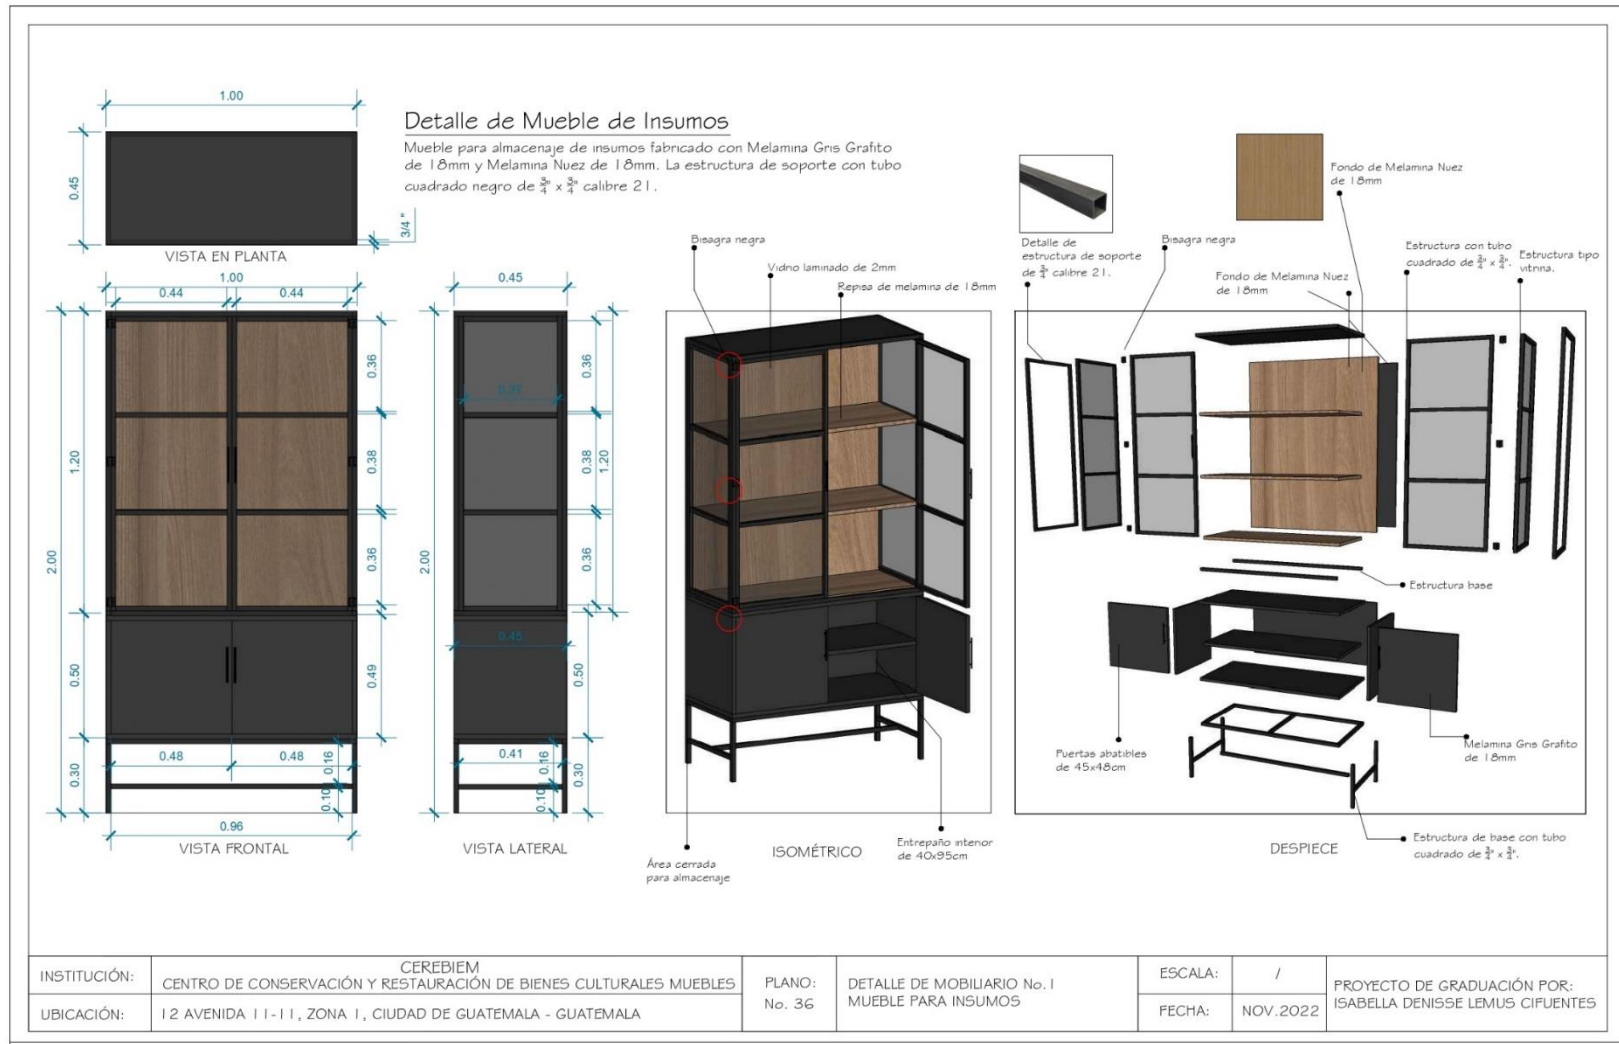 Detalle de Mueble de Insumos
Mueble para almacenaje de insumos fabricado con Melamina Gris Grafito
de 18mm y Melamina Nuez de 18mm. La estructura de soporte con tubo
cuadrado negro de ¾" x ¾" calibre 21.
1.00
0.45
3/4 "
VISTA EN PLANTA
1.00
0.44
0.44
0.36
0.38
0.36
1.20
2.00
0.50
0.49
0.30
0.48
0.48
0.16
0.10
0.96
VISTA FRONTAL
0.45
0.37
0.36
0.38
0.36
1.20
2.00
0.45
0.50
0.41
0.16
0.10
0.30
VISTA LATERAL
Bisagra negra
Vidrio laminado de 2mm
Repisa de melamina de 18mm
Área cerrada
para almacenaje
Entrepaño interior
de 40x95cm
ISOMÉTRICO
Detalle de
estructura de soporte
de ¾" calibre 21.
Bisagra negra
Fondo de Melamina Nuez
de 18mm
Fondo de Melamina Nuez
de 18mm
Estructura con tubo
cuadrado de ¾" x ¾".
Estructura tipo
vitrina.
Estructura base
Puertas abatibles
de 45x48cm
Melamina Gris Grafito
de 18mm
Estructura de base con tubo
cuadrado de ¾" x ¾".
DESPIECE
INSTITUCIÓN:
CEREBIEM
CENTRO DE CONSERVACIÓN Y RESTAURACIÓN DE BIENES CULTURALES MUEBLES
UBICACIÓN:
12 AVENIDA 11-11, ZONA 1, CIUDAD DE GUATEMALA - GUATEMALA
PLANO:
No. 36
DETALLE DE MOBILIARIO No.1
MUEBLE PARA INSUMOS
ESCALA:
/
FECHA:
NOV.2022
PROYECTO DE GRADUACIÓN POR:
ISABELLA DENISSE LEMUS CIFUENTES